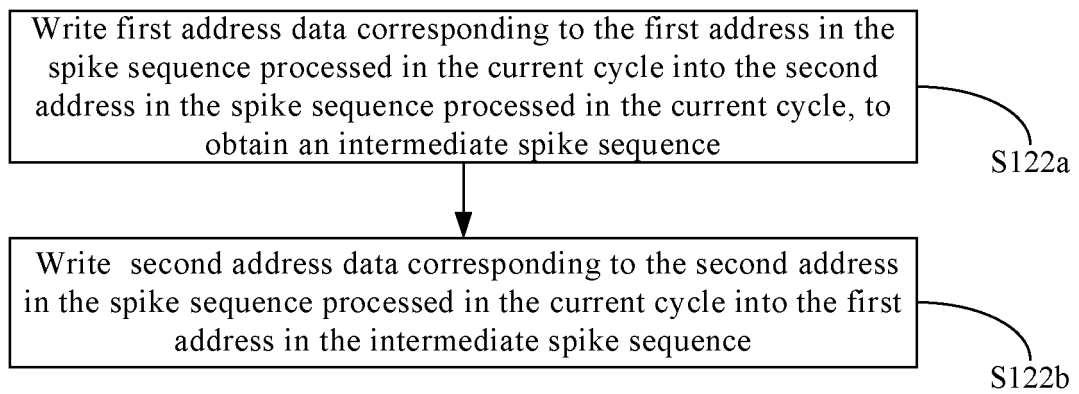 Write first address data corresponding to the first address in the
spike sequence processed in the current cycle into the second
address in the spike sequence processed in the current cycle, to
obtain an intermediate spike sequence
S122a
Write second address data corresponding to the second address
in the spike sequence processed in the current cycle into the first
address in the intermediate spike sequence
S122b